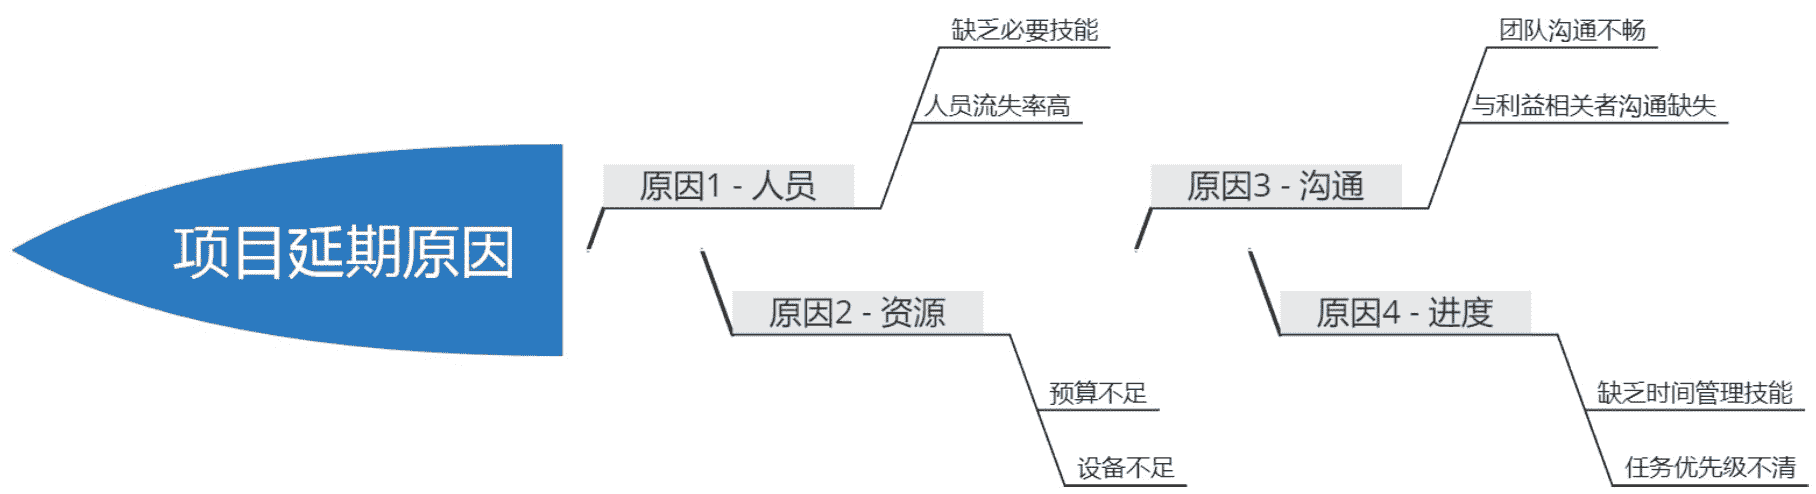 项目延期原因
原因1 - 人员
缺乏必要技能
人员流失率高
原因2 - 资源
预算不足
设备不足
原因3 - 沟通
团队沟通不畅
与利益相关者沟通缺失
原因4 - 进度
缺乏时间管理技能
任务优先级不清